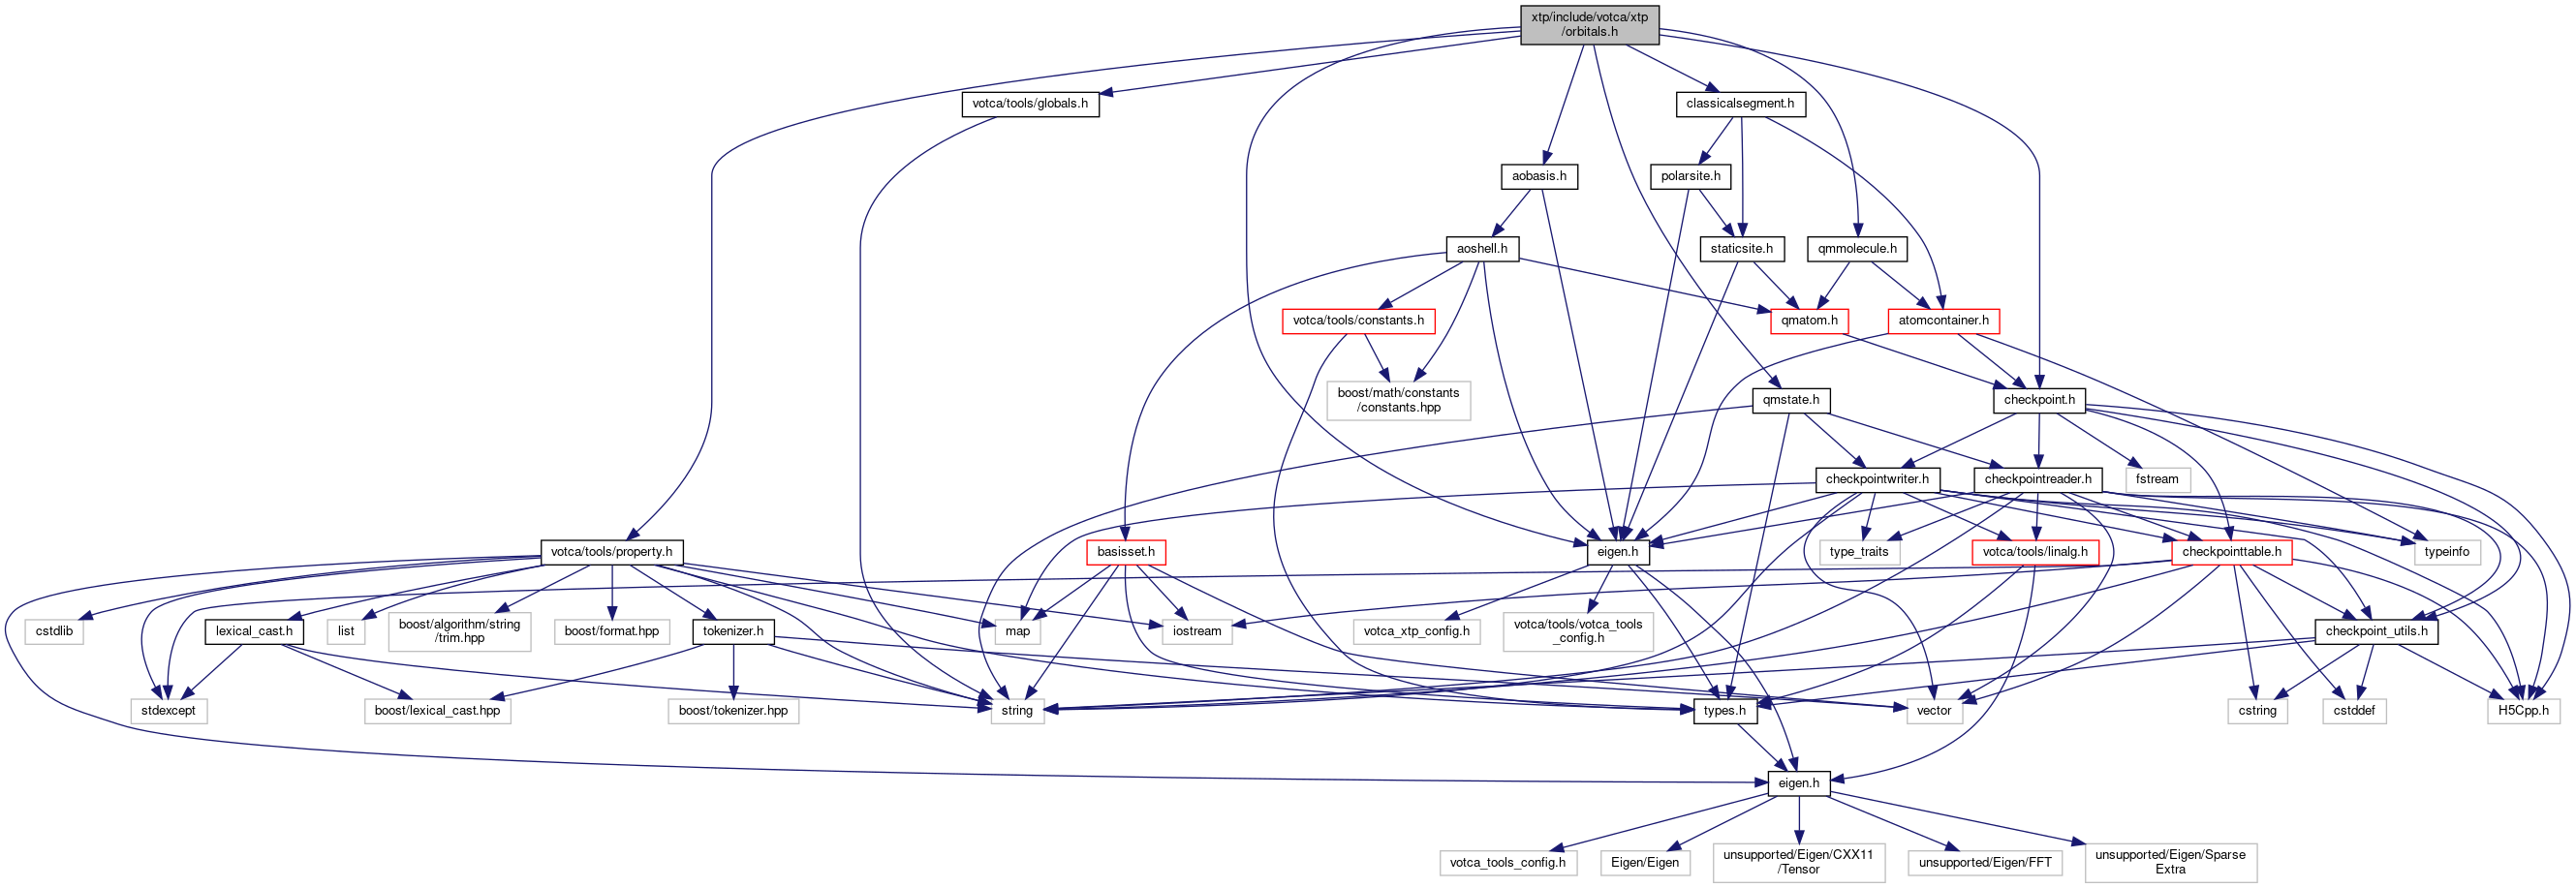 xtp/include/votca/xtp
/orbitals.h
votca/tools/globals.h
classicalsegment.h
aobasis.h
polarsite.h
aoshell.h
staticsite.h
qmmolecule.h
votca/tools/constants.h
qmatom.h
atomcontainer.h
boost/math/constants
/constants.hpp
qmstate.h
checkpoint.h
checkpointwriter.h
checkpointreader.h
fstream
votca/tools/property.h
basisset.h
eigen.h
type_traits
votca/tools/linalg.h
checkpointtable.h
typeinfo
cstdlib
lexical_cast.h
list
boost/algorithm/string
/trim.hpp
boost/format.hpp
tokenizer.h
map
iostream
votca_xtp_config.h
votca/tools/votca_tools
_config.h
checkpoint_utils.h
stdexcept
boost/lexical_cast.hpp
boost/tokenizer.hpp
string
types.h
vector
cstring
cstddef
H5Cpp.h
eigen.h
votca_tools_config.h
Eigen/Eigen
unsupported/Eigen/CXX11
/Tensor
unsupported/Eigen/FFT
unsupported/Eigen/Sparse
Extra